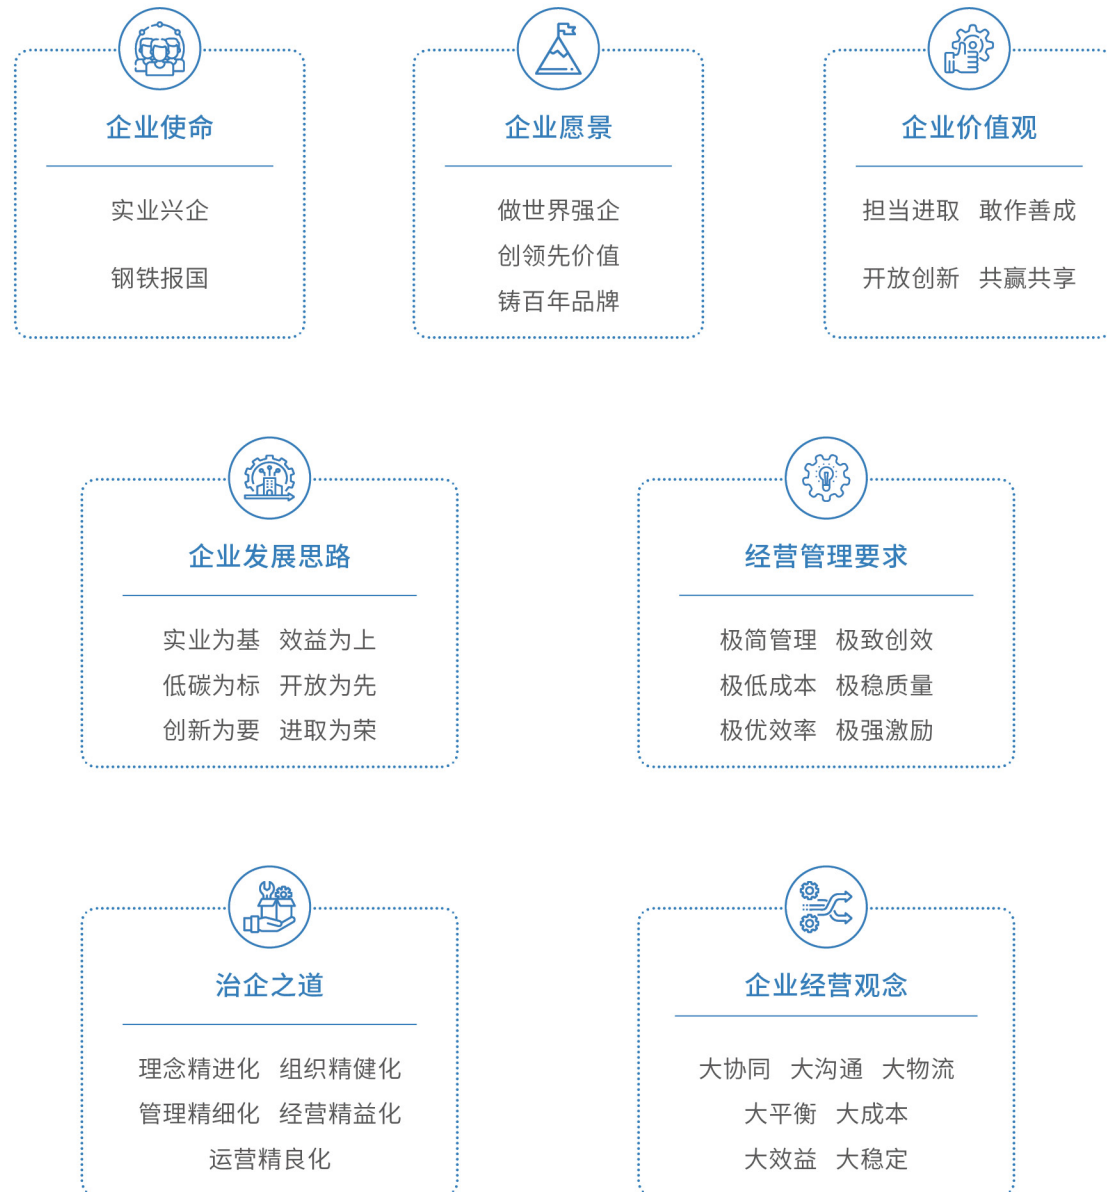 企业使命
实业兴企
钢铁报国
企业愿景
做世界强企
创领先价值
铸百年品牌
企业价值观
担当进取 敢作善成
开放创新 共赢共享
企业发展思路
实业为基 效益为上
低碳为标 开放为先
创新为要 进取为荣
经营管理要求
极简管理 极致创效
极低成本 极稳质量
极优效率 极强激励
治企之道
理念精进化 组织精健化
管理精细化 经营精益化
运营精良化
企业经营观念
大协同 大沟通 大物流
大平衡 大成本
大效益 大稳定